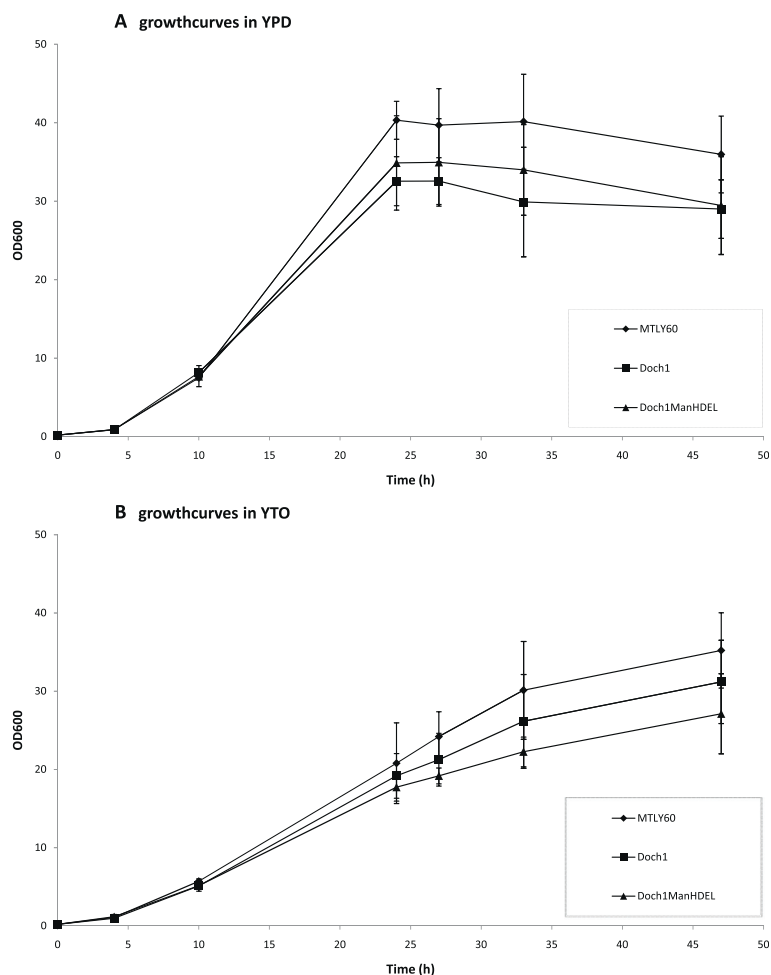 A growthcurves in YPD
50
40
30
20
10
0
OD600
0 5 10 15 20 25 30 35 40 45 50
Time (h)
MTLY60
Doch1
Doch1ManHDEL
B growthcurves in YTO
50
40
30
20
10
0
OD600
0 5 10 15 20 25 30 35 40 45 50
Time (h)
MTLY60
Doch1
Doch1ManHDEL